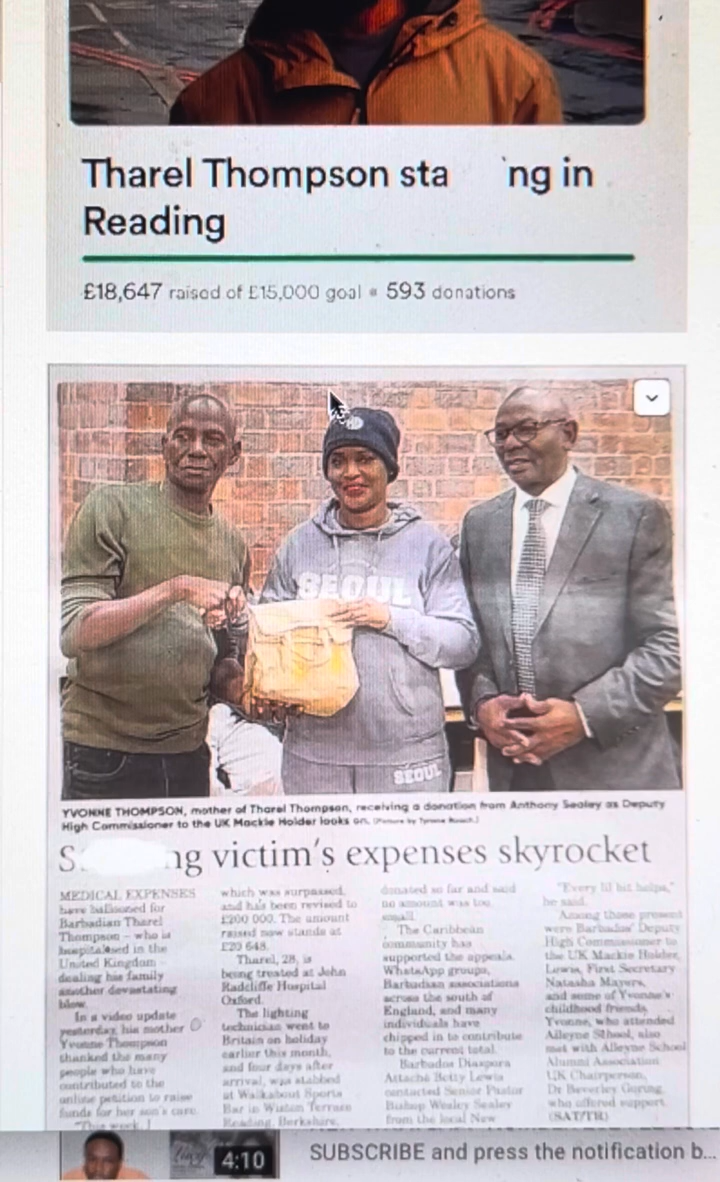 Tharel Thompson sta ng in
Reading
£18,647 raised of £15,000 goal • 593 donations
SEOUL
SEOUL
YVONNE THOMPSON, mother of Tharel Thompson, receiving a donation from Anthony Sealey as Deputy
High Commissioner to the UK Mackie Holder looks on. (Picture by Tyrone Roach.)
S ng victim's expenses skyrocket
MEDICAL EXPENSES
have ballooned for
Barbadian Tharel
Thompson – who is
hospitalised in the
United Kingdom –
dealing his family
another devastating
blow.
In a video update
yesterday, his mother
Yvonne Thompson
thanked the many
people who have
contributed to the
online petition to raise
funds for her son's care.
"This week, I
which was surpassed,
and has been revised to
£200 000. The amount
raised now stands at
£20 648.
Tharel, 28, is
being treated at John
Radcliffe Hospital
Oxford.
The lighting
technician went to
Britain on holiday
earlier this month,
and four days after
arrival, was stabbed
at Walkabout Sports
Bar in Wiston Terrace
Reading, Berkshire,
donated so far and said
no amount was too
small.
The Caribbean
community has
supported the appeals.
WhatsApp groups,
Barbadian associations
across the south of
England, and many
individuals have
chipped in to contribute
to the current total.
Barbados Diaspora
Attaché Betty Lewis
contacted Senior Pastor
Bishop Wesley Sealey
from the local New
"Every lil bit helps,"
he said.
Among those present
were Barbados' Deputy
High Commissioner to
the UK Mackie Holder,
Lewis, First Secretary
Natasha Mayers,
and some of Yvonne's
childhood friends.
Yvonne, who attended
Alleyne School, also
met with Alleyne School
Alumni Association
UK Chairperson,
Dr Beverley Goring,
who offered support.
(SAT/TR)
4:10
SUBSCRIBE and press the notification b...